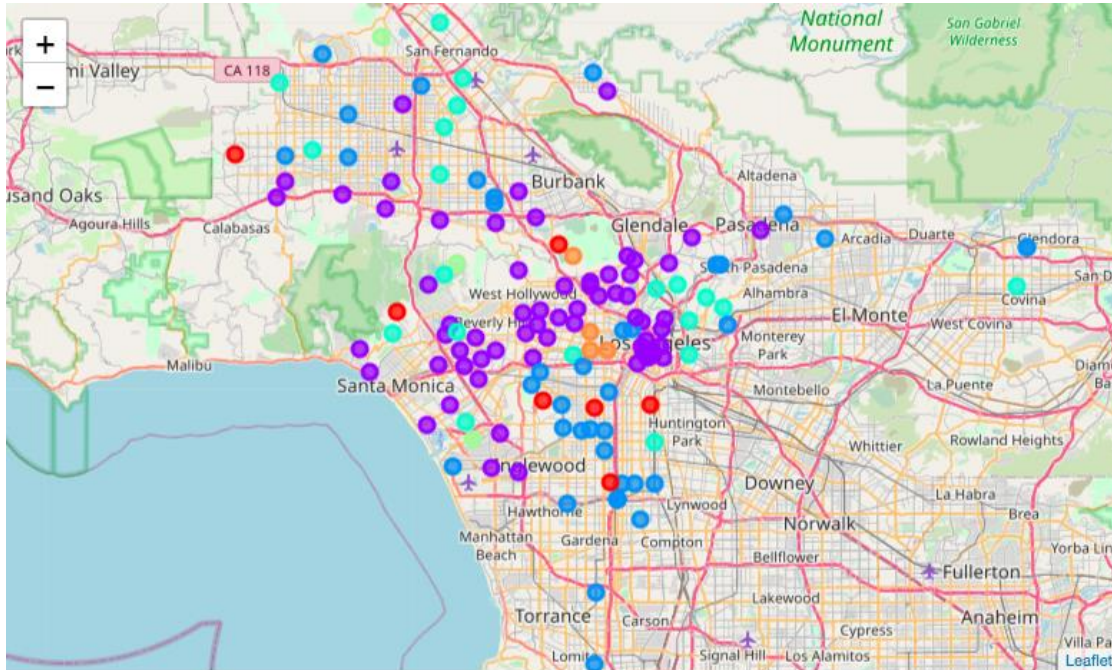 +
−
National
Monument
San Gabriel
Wilderness
San Fernando
CA 118
mi Valley
Burbank
Altadena
usand Oaks
Agoura Hills
Calabasas
Glendale
Pasadena
Arcadia
Duarte
Glendora
San D
South Pasadena
West Hollywood
Alhambra
Covina
Beverly Hi
El Monte
West Covina
Los Angeles
Monterey
Park
Malibu
Santa Monica
Diam
Ba
Montebello
La Puente
Huntington
Park
Whittier
Rowland Heights
Inglewood
Downey
La Habra
Hawthorne
Lynwood
Norwalk
Brea
Manhattan
Beach
Gardena
Compton
Bellflower
Yorba Lin
Fullerton
Torrance
Carson
Lakewood
Anaheim
Cypress
Lomit
Signal Hill
Los Alamitos
Villa Pa
Leaflet